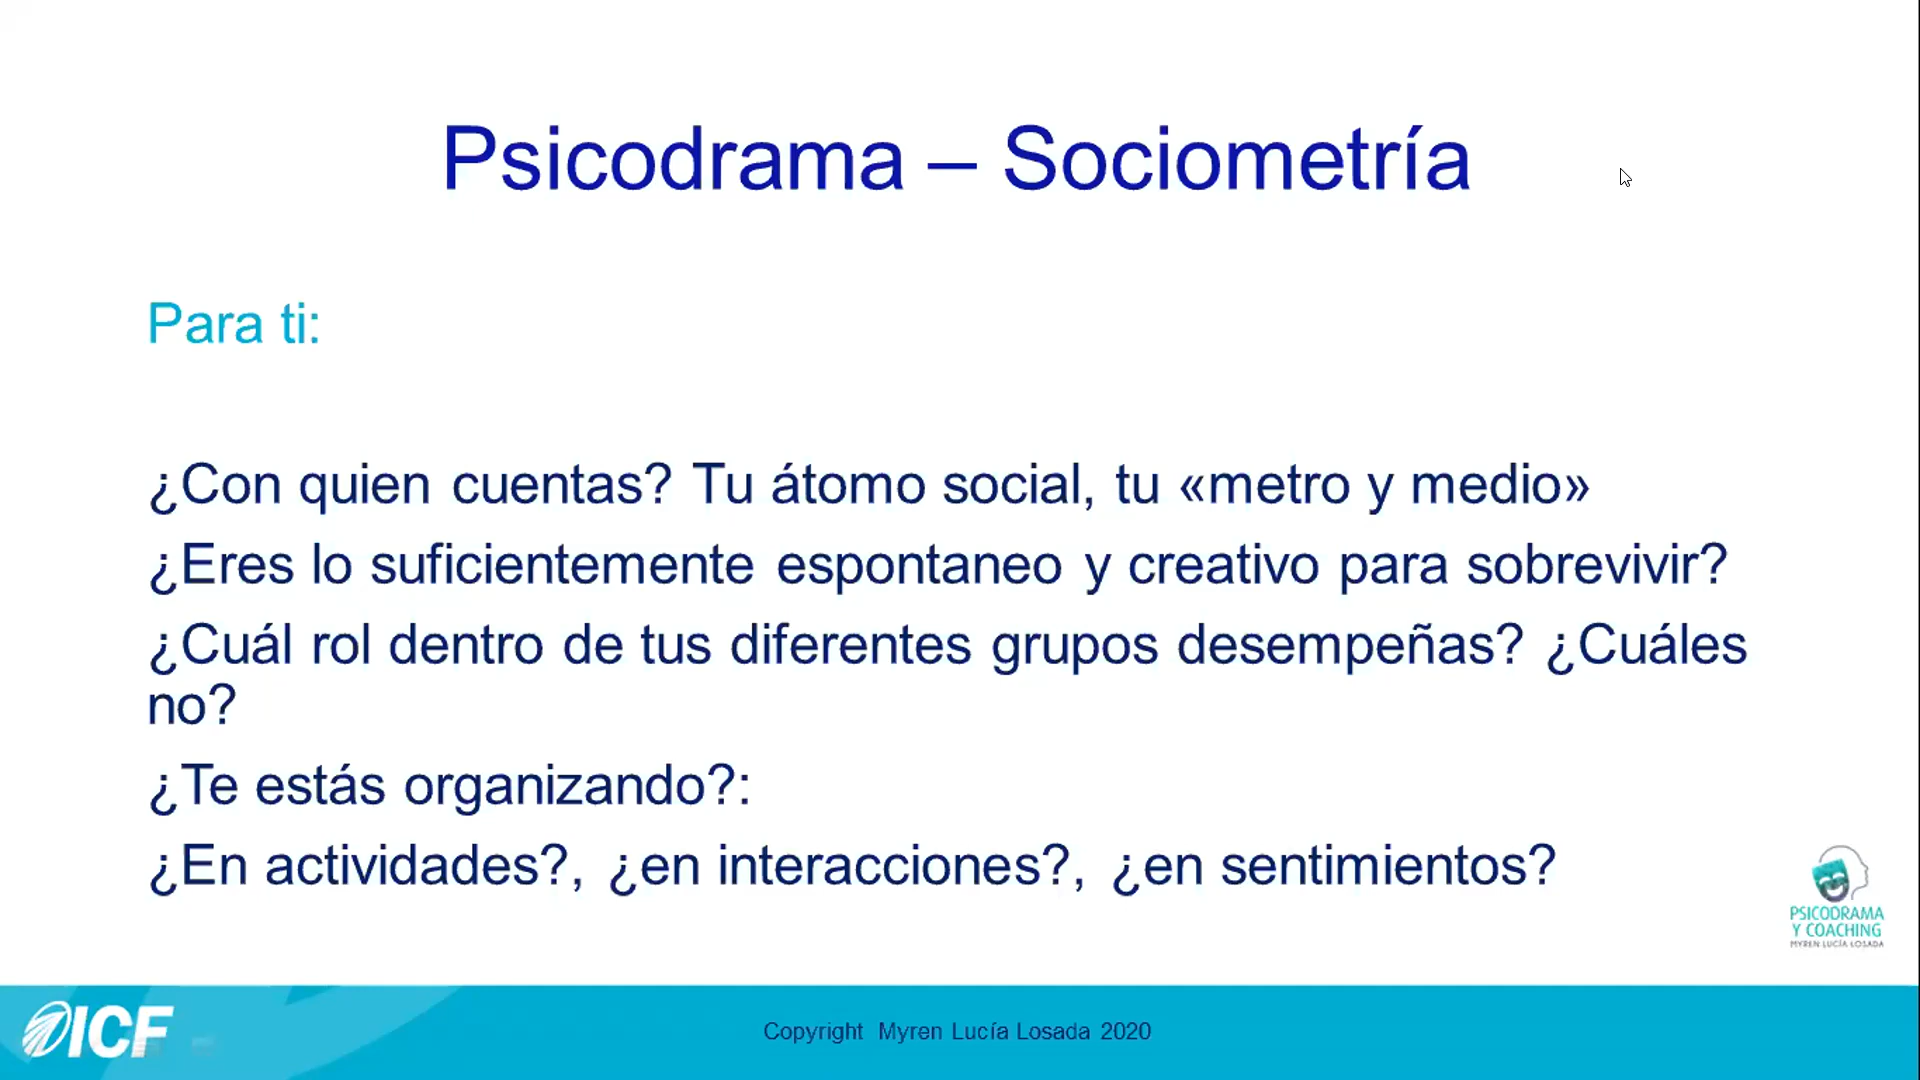 Psicodrama – Sociometría
Para ti:
¿Con quien cuentas? Tu átomo social, tu «metro y medio»
¿Eres lo suficientemente espontaneo y creativo para sobrevivir?
¿Cuál rol dentro de tus diferentes grupos desempeñas? ¿Cuáles
no?
¿Te estás organizando?:
¿En actividades?, ¿en interacciones?, ¿en sentimientos?
PSICODRAMA
Y COACHING
MYREN LUCÍA LOSADA
ICF
Copyright Myren Lucía Losada 2020